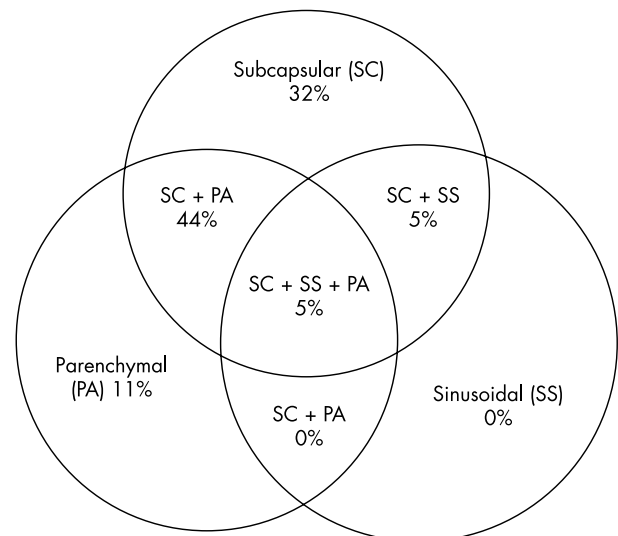 Subcapsular (SC)
32%
SC + PA
44%
SC + SS
5%
SC + SS + PA
5%
Parenchymal
(PA) 11%
Sinusoidal (SS)
0%
SC + PA
0%